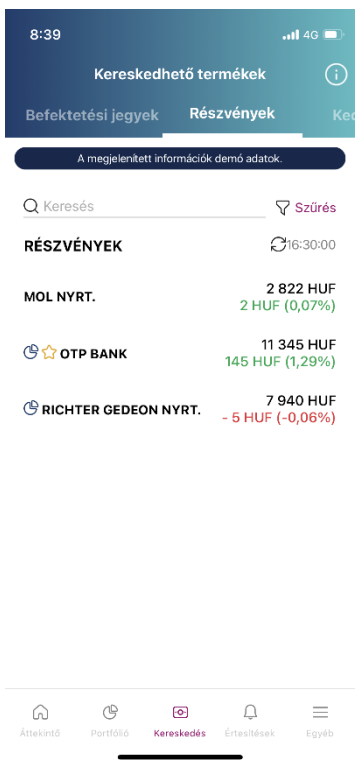 8:39
4G
Kereskedhető termékek
Befektetési jegyek Részvények Ked
A megjelenített információk demó adatok.
Keresés Szűrés
RÉSZVÉNYEK 16:30:00
MOL NYRT. 2 822 HUF
2 HUF (0,07%)
OTP BANK 11 345 HUF
145 HUF (1,29%)
RICHTER GEDEON NYRT. 7 940 HUF
- 5 HUF (-0,06%)
Áttekintő Portfólió Kereskedés Értesítések Egyéb